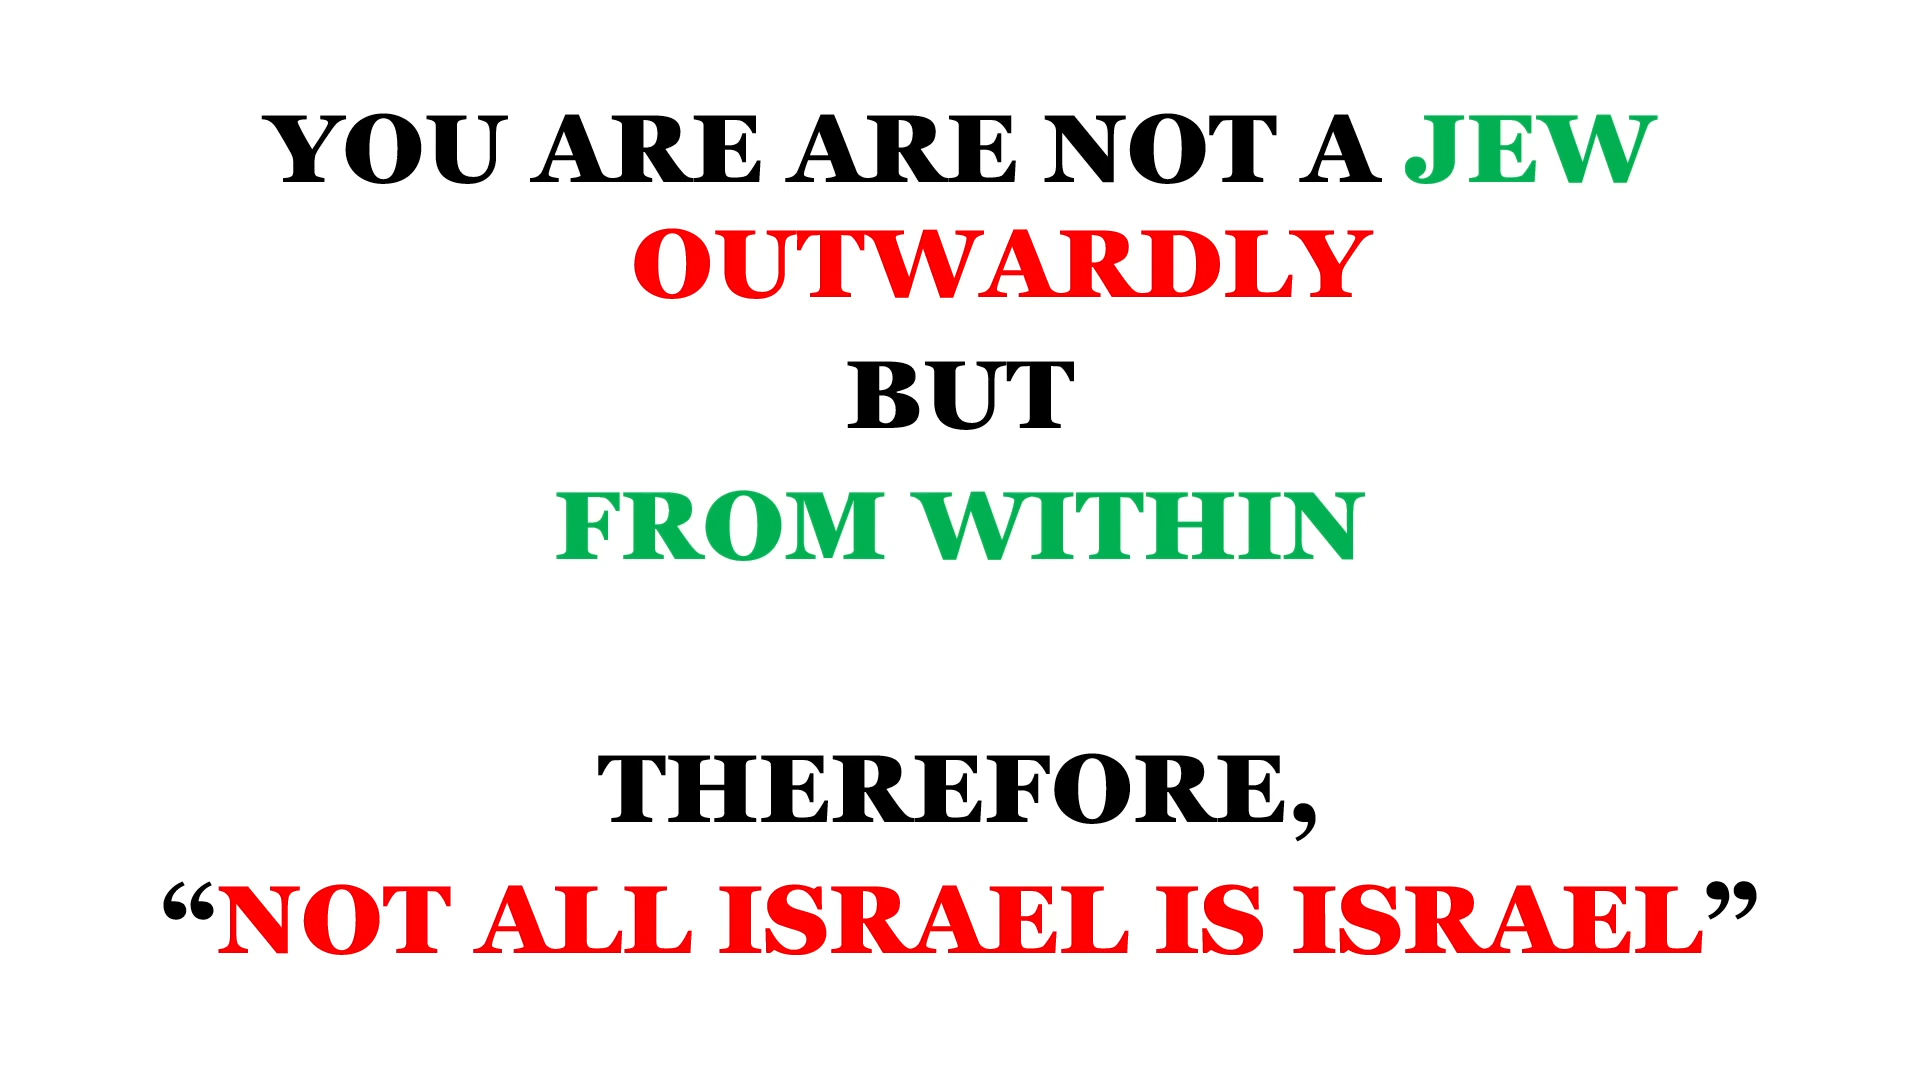 YOU ARE ARE NOT A JEW
OUTWARDLY
BUT
FROM WITHIN
THEREFORE,
“NOT ALL ISRAEL IS ISRAEL”